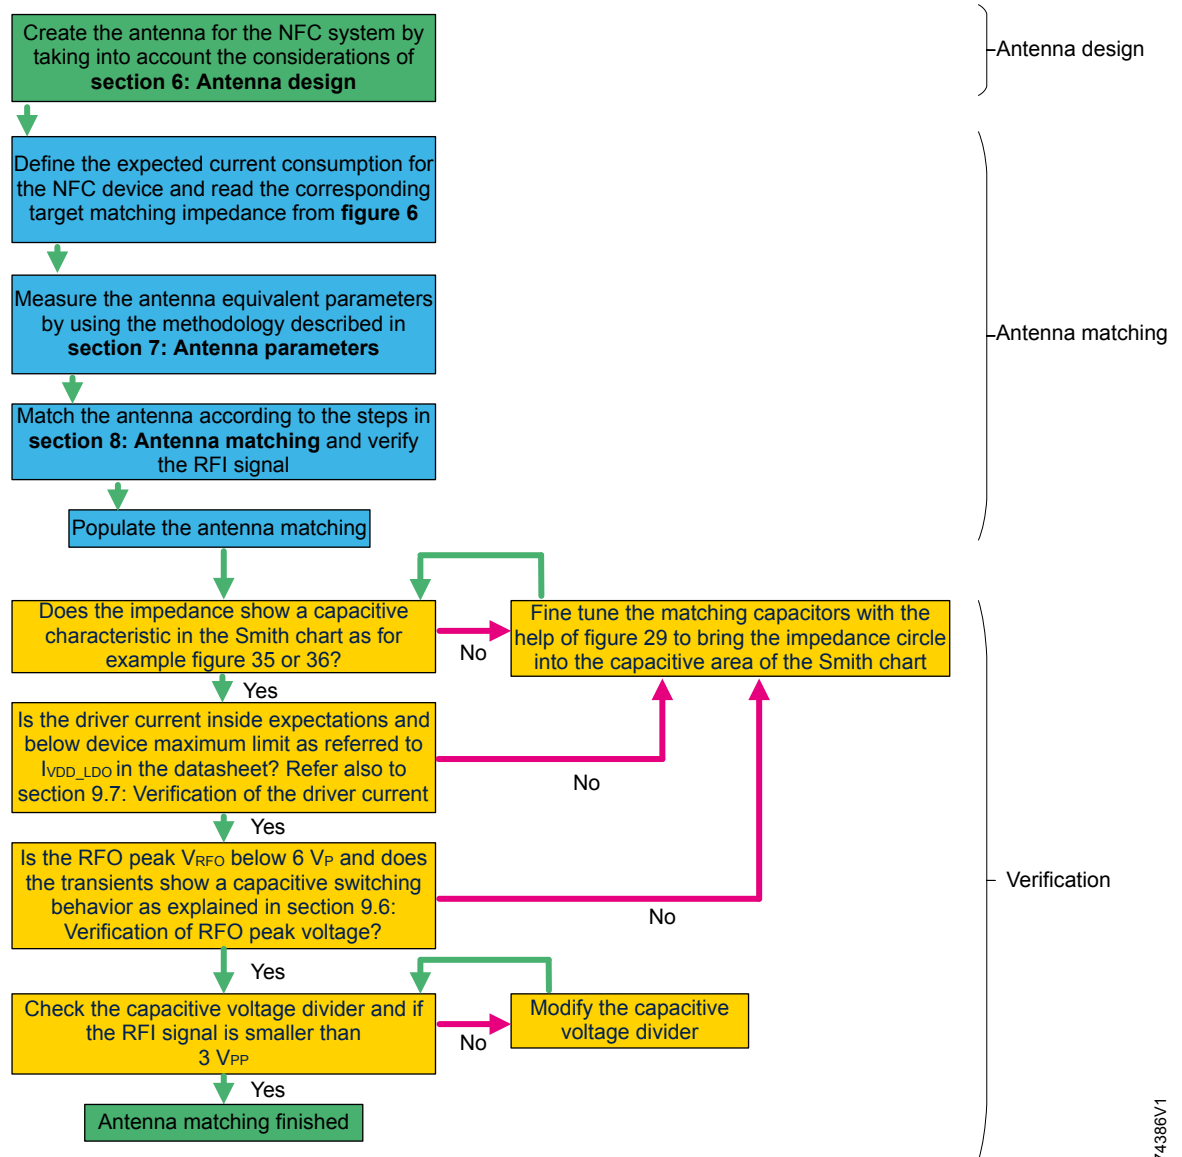 Create the antenna for the NFC system by
taking into account the considerations of
section 6: Antenna design
Antenna design
Define the expected current consumption for
the NFC device and read the corresponding
target matching impedance from figure 6
Measure the antenna equivalent parameters
by using the methodology described in
section 7: Antenna parameters
Antenna matching
Match the antenna according to the steps in
section 8: Antenna matching and verify
the RFI signal
Populate the antenna matching
Does the impedance show a capacitive
characteristic in the Smith chart as for
example figure 35 or 36?
No
Fine tune the matching capacitors with the
help of figure 29 to bring the impedance circle
into the capacitive area of the Smith chart
Yes
Is the driver current inside expectations and
below device maximum limit as referred to
IVDD_LDO in the datasheet? Refer also to
section 9.7: Verification of the driver current
No
Yes
Is the RFO peak VRFO below 6 VP and does
the transients show a capacitive switching
behavior as explained in section 9.6:
Verification of RFO peak voltage?
No
Verification
Yes
Check the capacitive voltage divider and if
the RFI signal is smaller than
3 VPP
No
Modify the capacitive
voltage divider
Yes
Antenna matching finished
74386V1